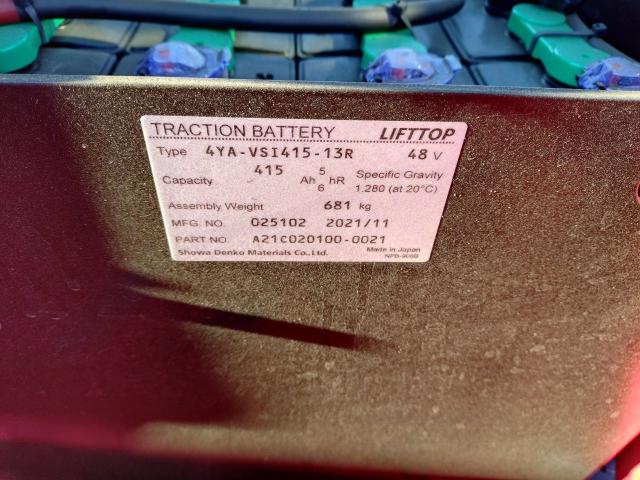 TRACTION BATTERY LIFTTOP
Type 4YA-VSI415-13R 48 V
Capacity 415 - Ah 5 6 hR Specific Gravity 1.280 (at 20°C)
Assembly Weight 681 kg
MFG. NO. 025102 2021/11
PART NO. A21C020100-0021
Showa Denko Materials Co.,Ltd. Made in Japan